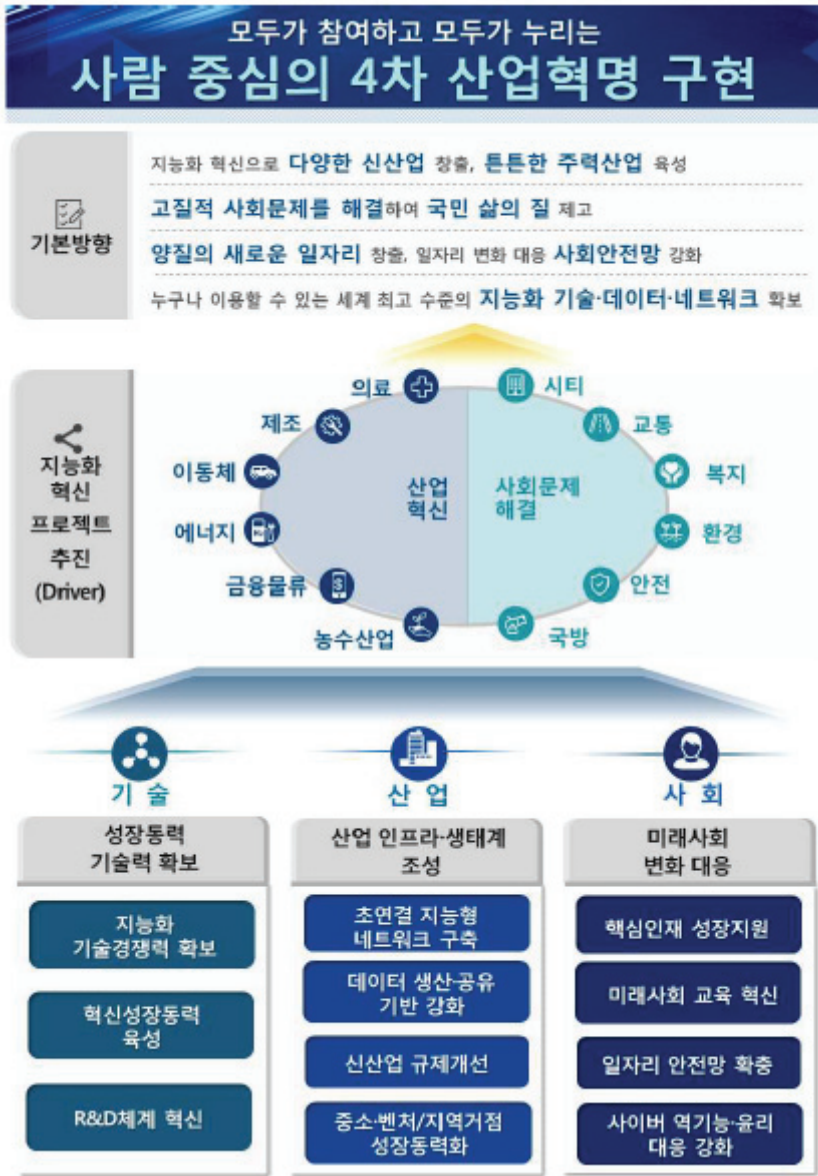 모두가 참여하고 모두가 누리는
사람 중심의 4차 산업혁명 구현
기본방향
지능화 혁신으로 다양한 신산업 창출, 튼튼한 주력산업 육성
고질적 사회문제를 해결하여 국민 삶의 질 제고
양질의 새로운 일자리 창출, 일자리 변화 대응 사회안전망 강화
누구나 이용할 수 있는 세계 최고 수준의 지능화 기술·데이터·네트워크 확보
지능화
혁신
프로젝트
추진
(Driver)
의료
제조
이동체
에너지
금융물류
농수산업
산업
혁신
사회문제
해결
시티
교통
복지
환경
안전
국방
기 술
성장동력
기술력 확보
지능화
기술경쟁력 확보
혁신성장동력
육성
R&D체계 혁신
산 업
산업 인프라·생태계
조성
초연결 지능형
네트워크 구축
데이터 생산·공유
기반 강화
신산업 규제개선
중소·벤처/지역거점
성장동력화
사 회
미래사회
변화 대응
핵심인재 성장지원
미래사회 교육 혁신
일자리 안전망 확충
사이버 역기능·윤리
대응 강화